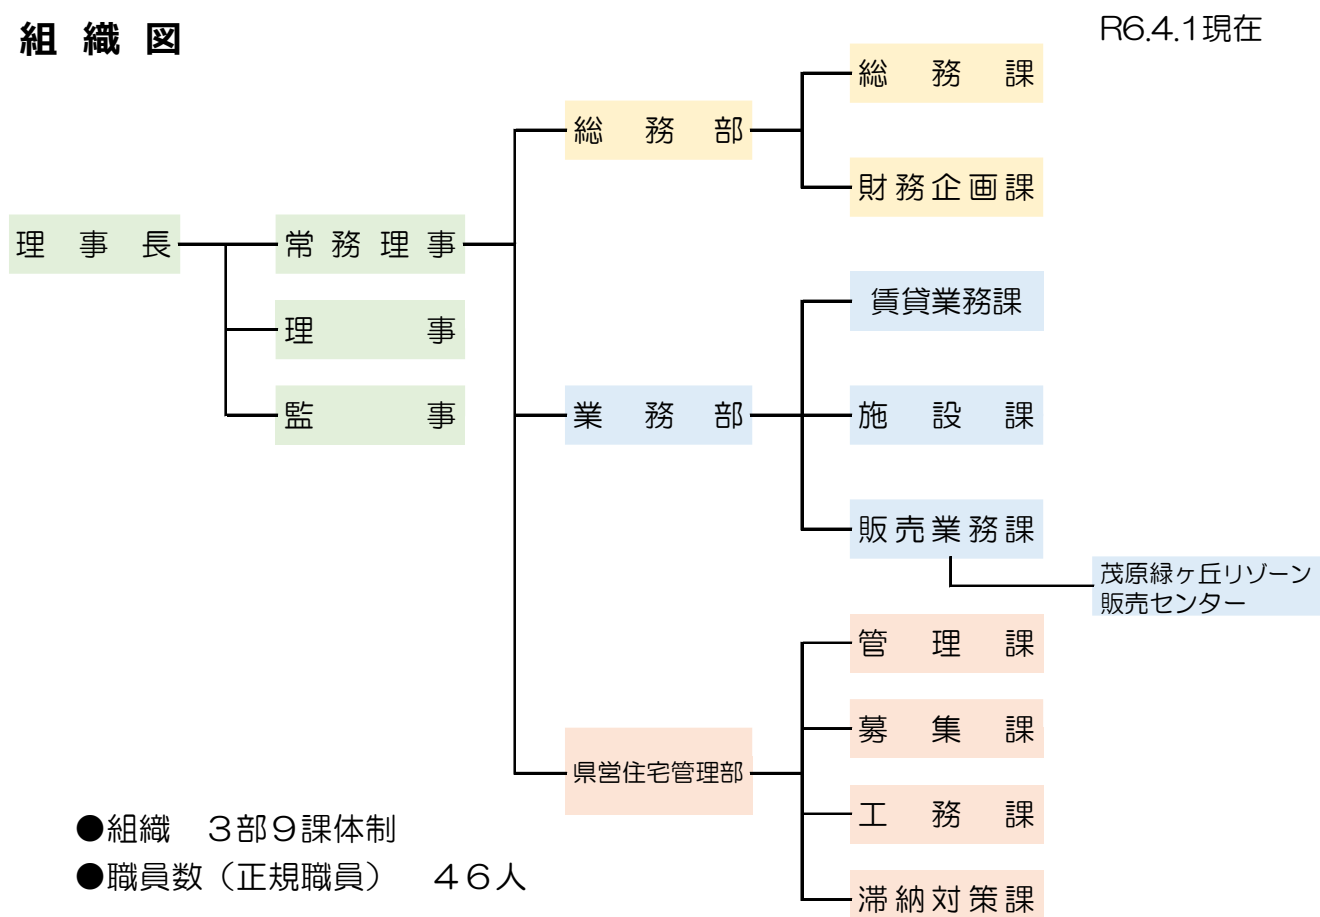 組織図
R6.4.1現在
理事長
常務理事
理事
監事
総務部
総務課
財務企画課
業務部
賃貸業務課
施設課
販売業務課
茂原緑ヶ丘リゾーン
販売センター
県営住宅管理部
管理課
募集課
工務課
滞納対策課
●組織　３部９課体制
●職員数（正規職員）　４６人